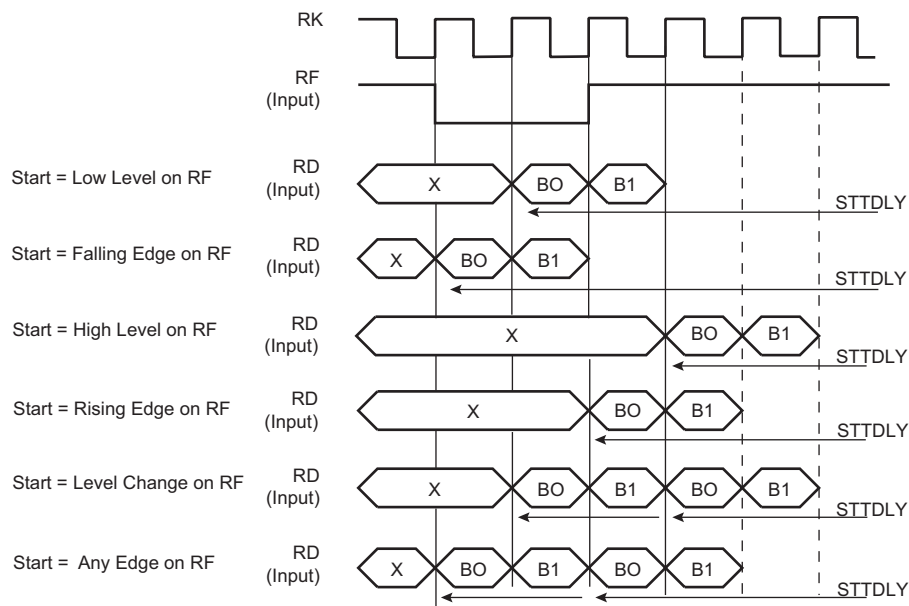 RK
RF
(Input)
Start = Low Level on RF
RD
(Input)
X
BO
B1
STTDLY
Start = Falling Edge on RF
RD
(Input)
X
BO
B1
STTDLY
Start = High Level on RF
RD
(Input)
X
BO
B1
STTDLY
Start = Rising Edge on RF
RD
(Input)
X
BO
B1
STTDLY
Start = Level Change on RF
RD
(Input)
X
BO
B1
BO
B1
STTDLY
Start = Any Edge on RF
RD
(Input)
X
BO
B1
BO
B1
STTDLY